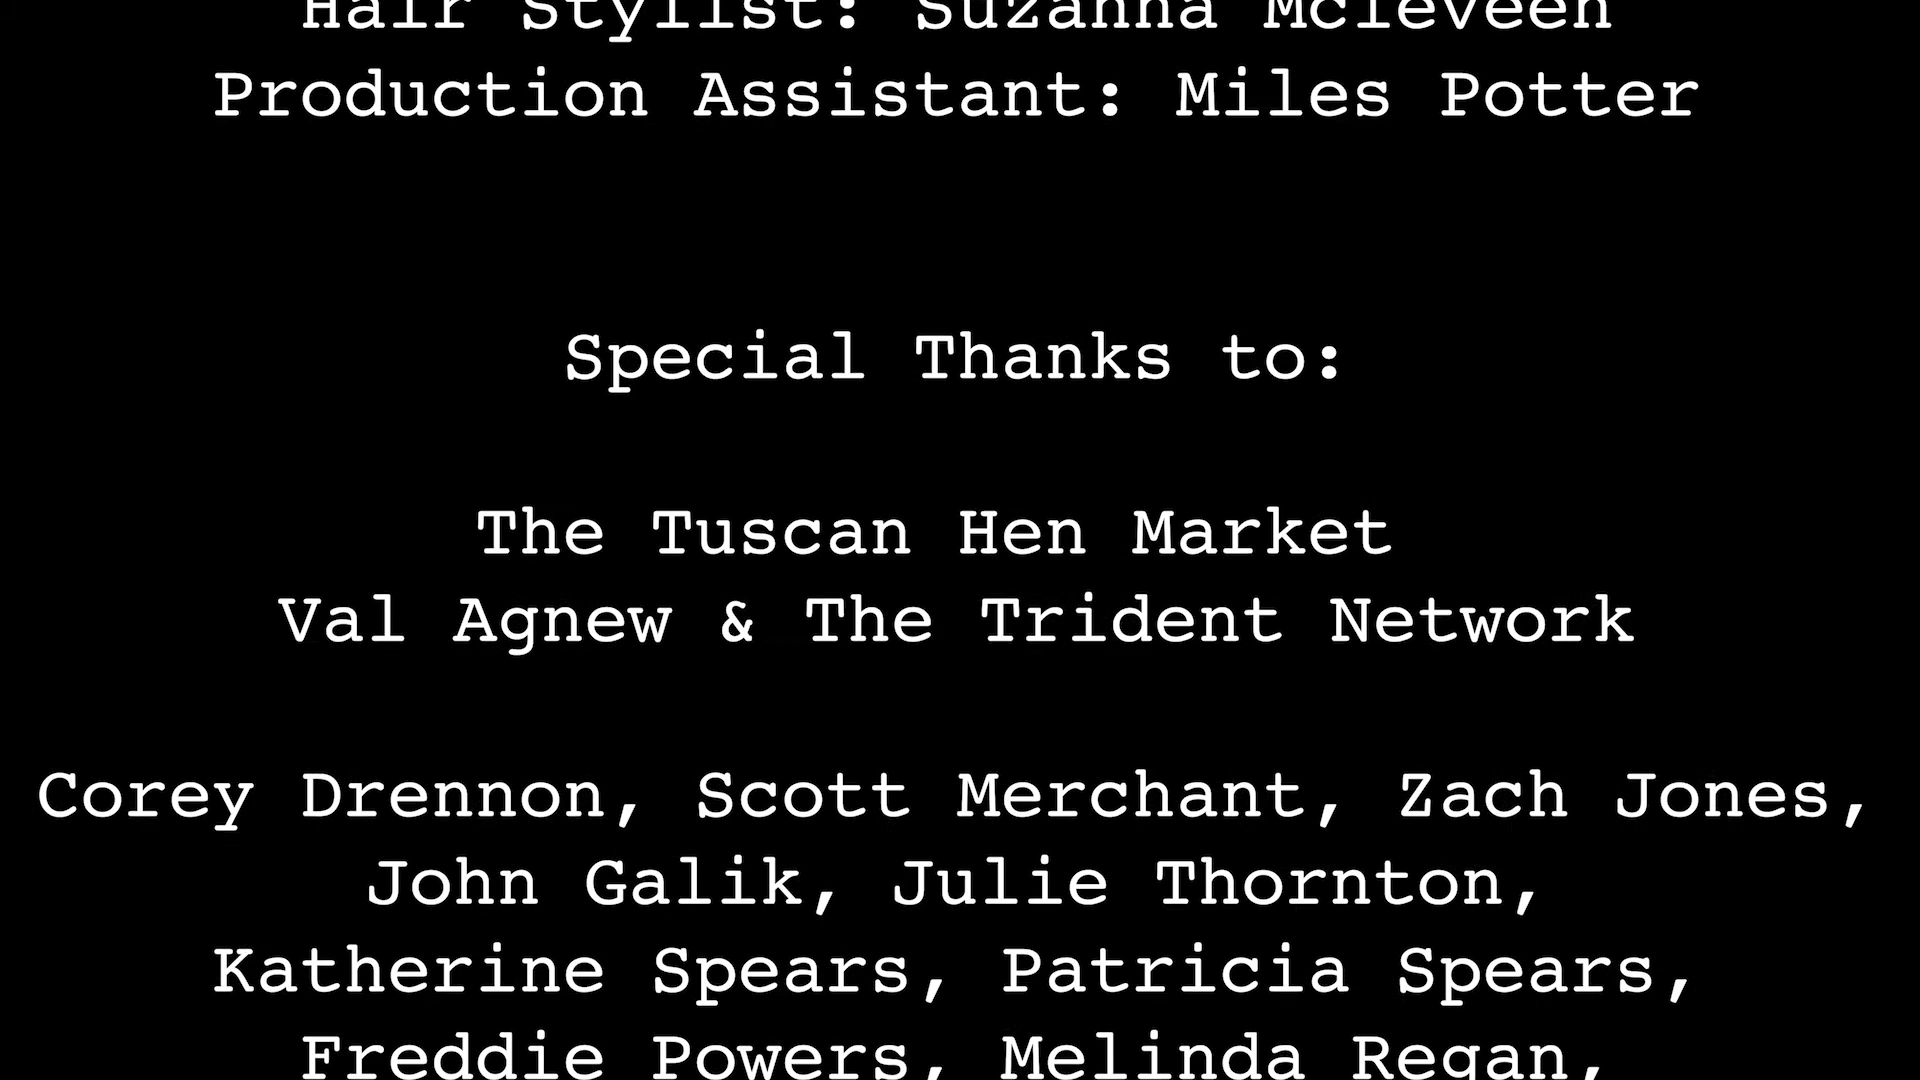 Hair Stylist: Suzanna Mcleveen
Production Assistant: Miles Potter
Special Thanks to:
The Tuscan Hen Market
Val Agnew & The Trident Network
Corey Drennon, Scott Merchant, Zach Jones,
John Galik, Julie Thornton,
Katherine Spears, Patricia Spears,
Freddie Powers, Melinda Regan,